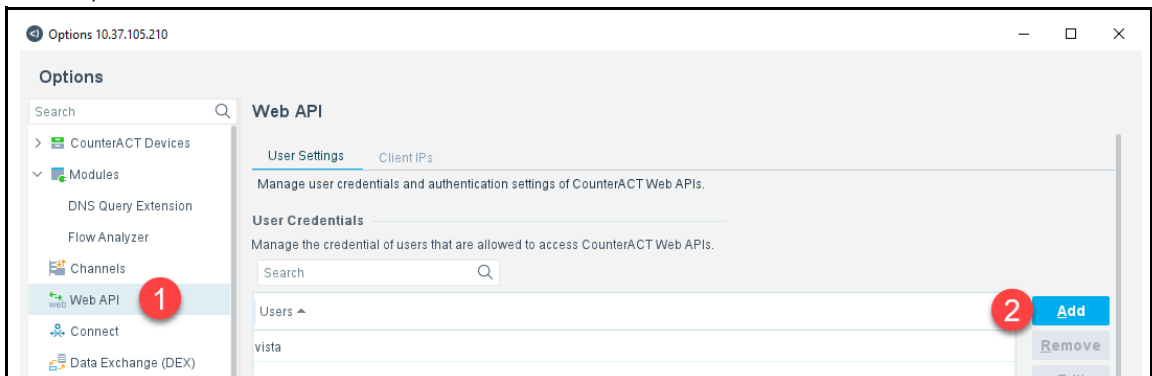 Options 10.37.105.210
Options
Search
Web API
CounterACT Devices
User Settings
Client IPs
Modules
Manage user credentials and authentication settings of CounterACT Web APIs.
DNS Query Extension
User Credentials
Flow Analyzer
Manage the credential of users that are allowed to access CounterACT Web APIs.
Channels
Search
web Web API
1
Users
2
Add
Connect
vista
Remove
Data Exchange (DEX)